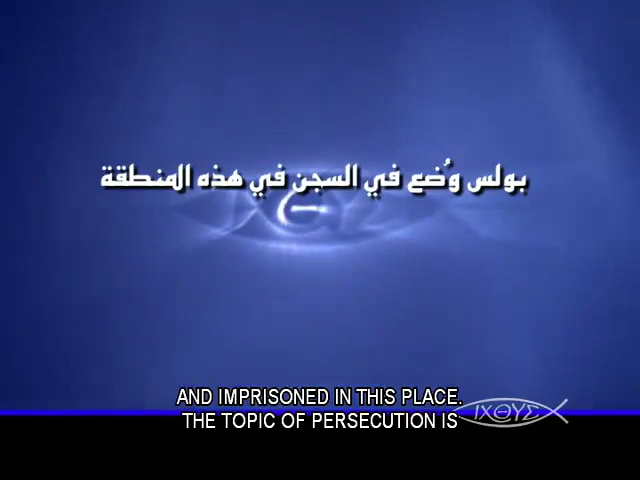 بولس وُضع في السجن في هذه المنطقة
AND IMPRISONED IN THIS PLACE.
THE TOPIC OF PERSECUTION IS
ΙΧΘΥΣ